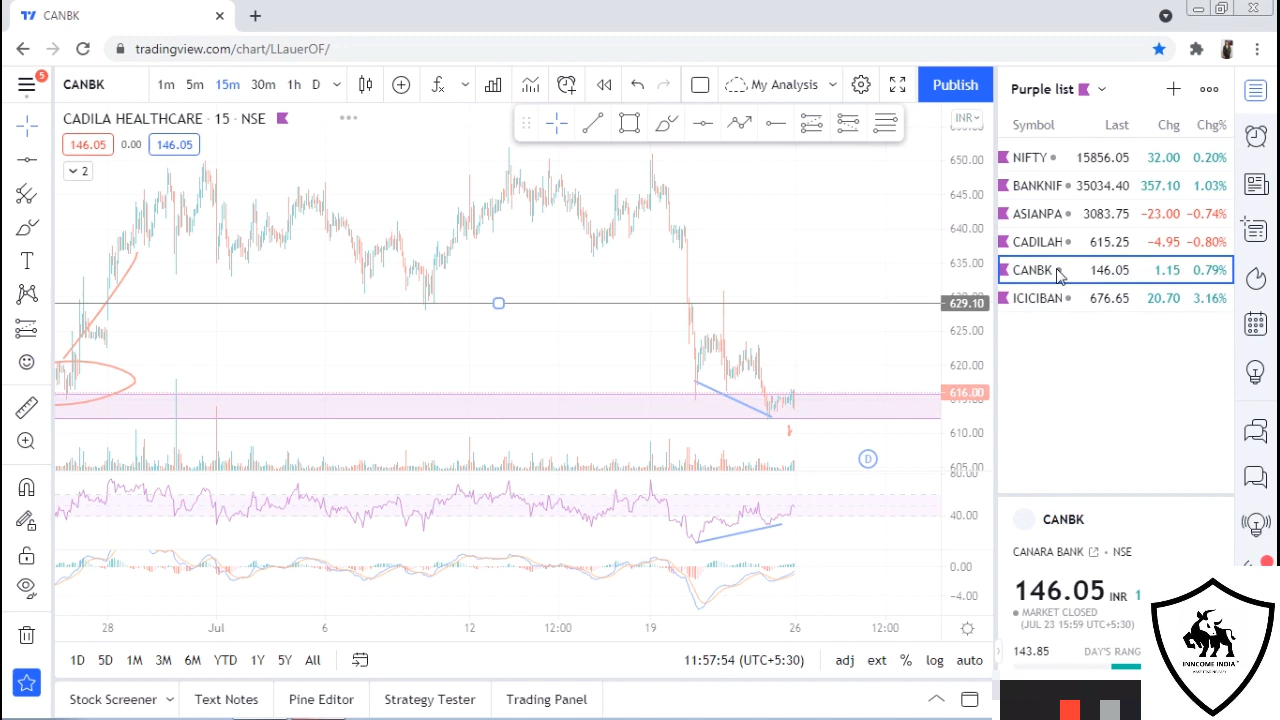 CANBK
tradingview.com/chart/LLauerOF/
5
CANBK 1m 5m 15m 30m 1h D My Analysis Publish
Purple list
CADILA HEALTHCARE · 15 · NSE
INR
Symbol Last Chg Chg%
146.05 0.00 146.05
2
NIFTY 15856.05 32.00 0.20%
BANKNIF 35034.40 357.10 1.03%
ASIANPA 3083.75 −23.00 −0.74%
CADILAH 615.25 −4.95 −0.80%
CANBK 146.05 1.15 0.79%
ICICIBAN 676.65 20.70 3.16%
650.00
645.00
640.00
635.00
629.10
625.00
620.00
616.00
610.00
605.00
D
40.00
0.00
−4.00
28 Jul 6 12 12:00 19 26 12:00
1D 5D 1M 3M 6M YTD 1Y 5Y All
11:57:54 (UTC+5:30) adj ext % log auto
Stock Screener Text Notes Pine Editor Strategy Tester Trading Panel
CANBK
CANARA BANK · NSE
146.05 INR 1
MARKET CLOSED
(JUL 23 15:59 UTC+5:30)
143.85 DAY'S RANG
INNCOME INDIA